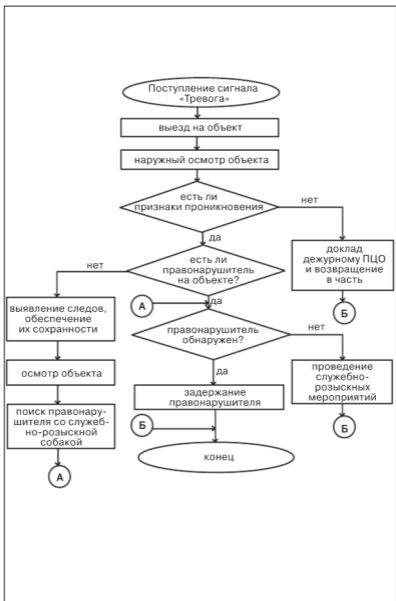 Поступление сигнала
«Тревога»
выезд на объект
наружный осмотр объекта
есть ли
признаки проникновения
нет
да
доклад
дежурному ПЦО
и возвращение
в часть
Б
есть ли
правонарушитель
на объекте?
нет
да
А
выявление следов,
обеспечение
их сохранности
осмотр объекта
поиск правонару-
шителя со служеб-
но-розыскной
собакой
А
правонарушитель
обнаружен?
нет
да
проведение
служебно-
розыскных
мероприятий
Б
задержание
правонарушителя
Б
конец